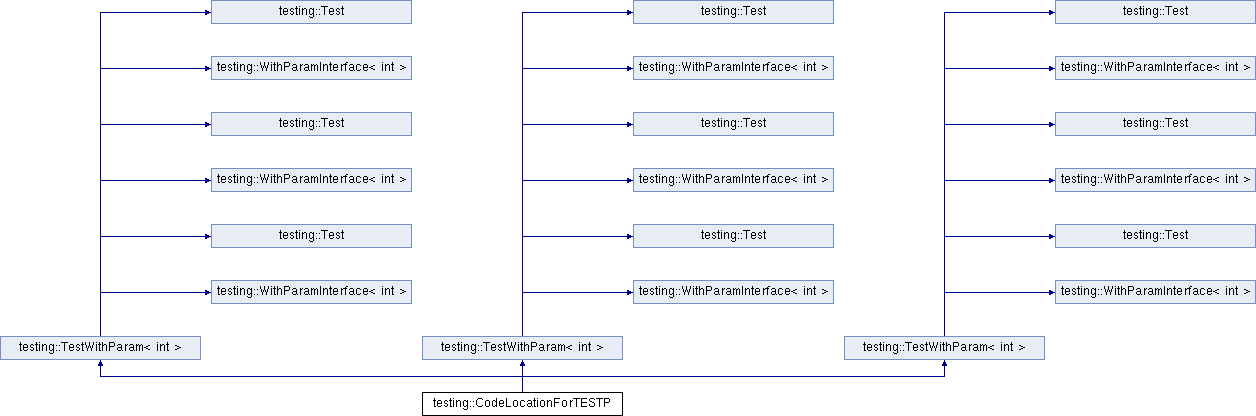 testing::Test
testing::Test
testing::Test
testing::WithParamInterface< int >
testing::WithParamInterface< int >
testing::WithParamInterface< int >
testing::Test
testing::Test
testing::Test
testing::WithParamInterface< int >
testing::WithParamInterface< int >
testing::WithParamInterface< int >
testing::Test
testing::Test
testing::Test
testing::WithParamInterface< int >
testing::WithParamInterface< int >
testing::WithParamInterface< int >
testing::TestWithParam< int >
testing::TestWithParam< int >
testing::TestWithParam< int >
testing::CodeLocationForTESTP